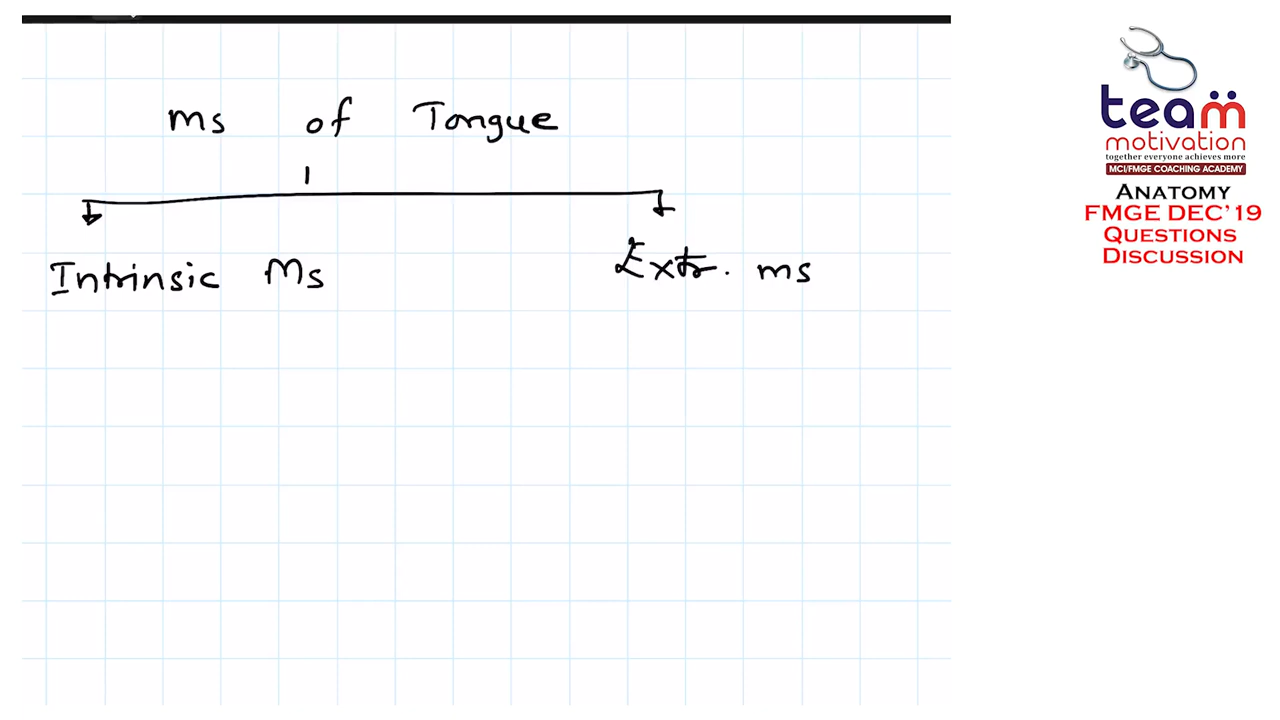 ms of Tongue
Intrinsic Ms
Extr. ms
team
motivation
together everyone achieves more
MCI/FMGE COACHING ACADEMY
ANATOMY
FMGE DEC'19
QUESTIONS
DISCUSSION